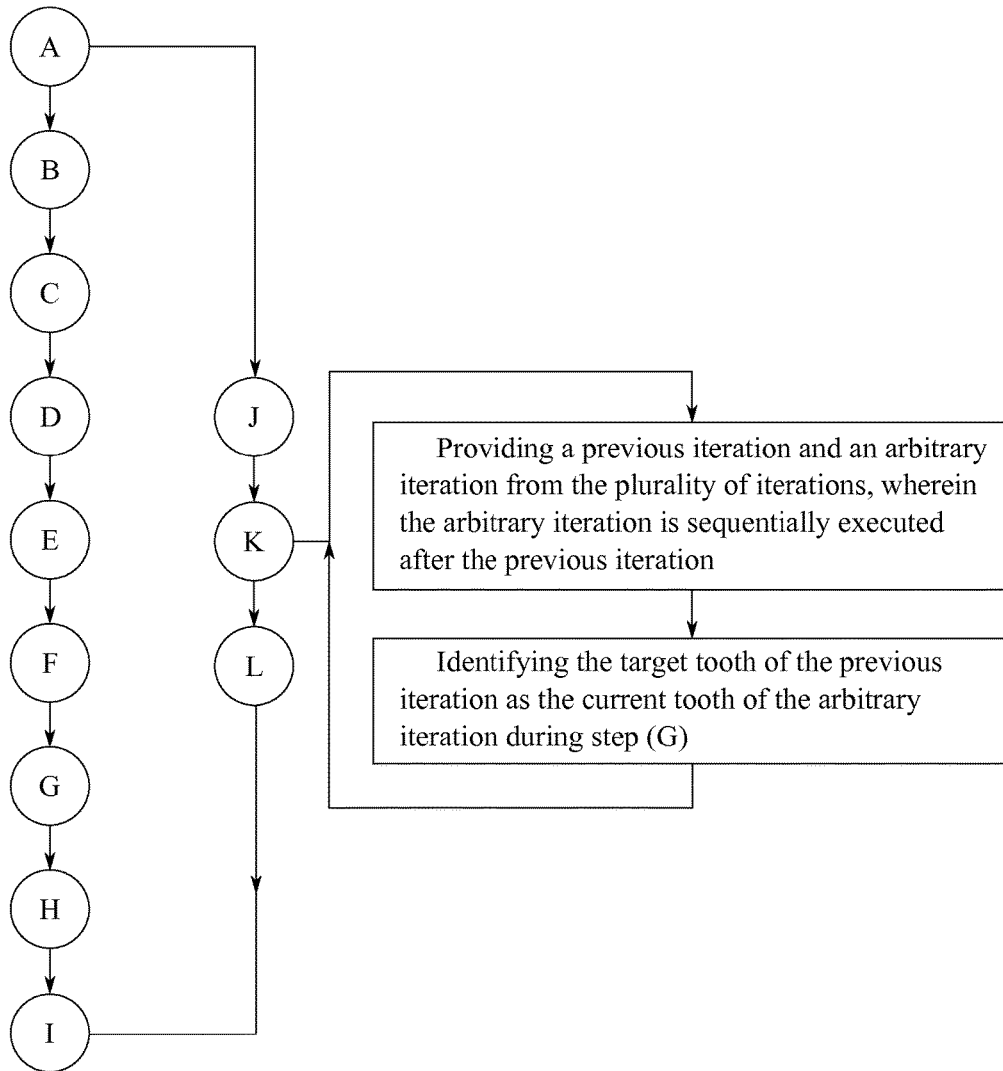 A
B
C
D
E
F
G
H
I
J
K
L
Providing a previous iteration and an arbitrary
iteration from the plurality of iterations, wherein
the arbitrary iteration is sequentially executed
after the previous iteration
Identifying the target tooth of the previous
iteration as the current tooth of the arbitrary
iteration during step (G)